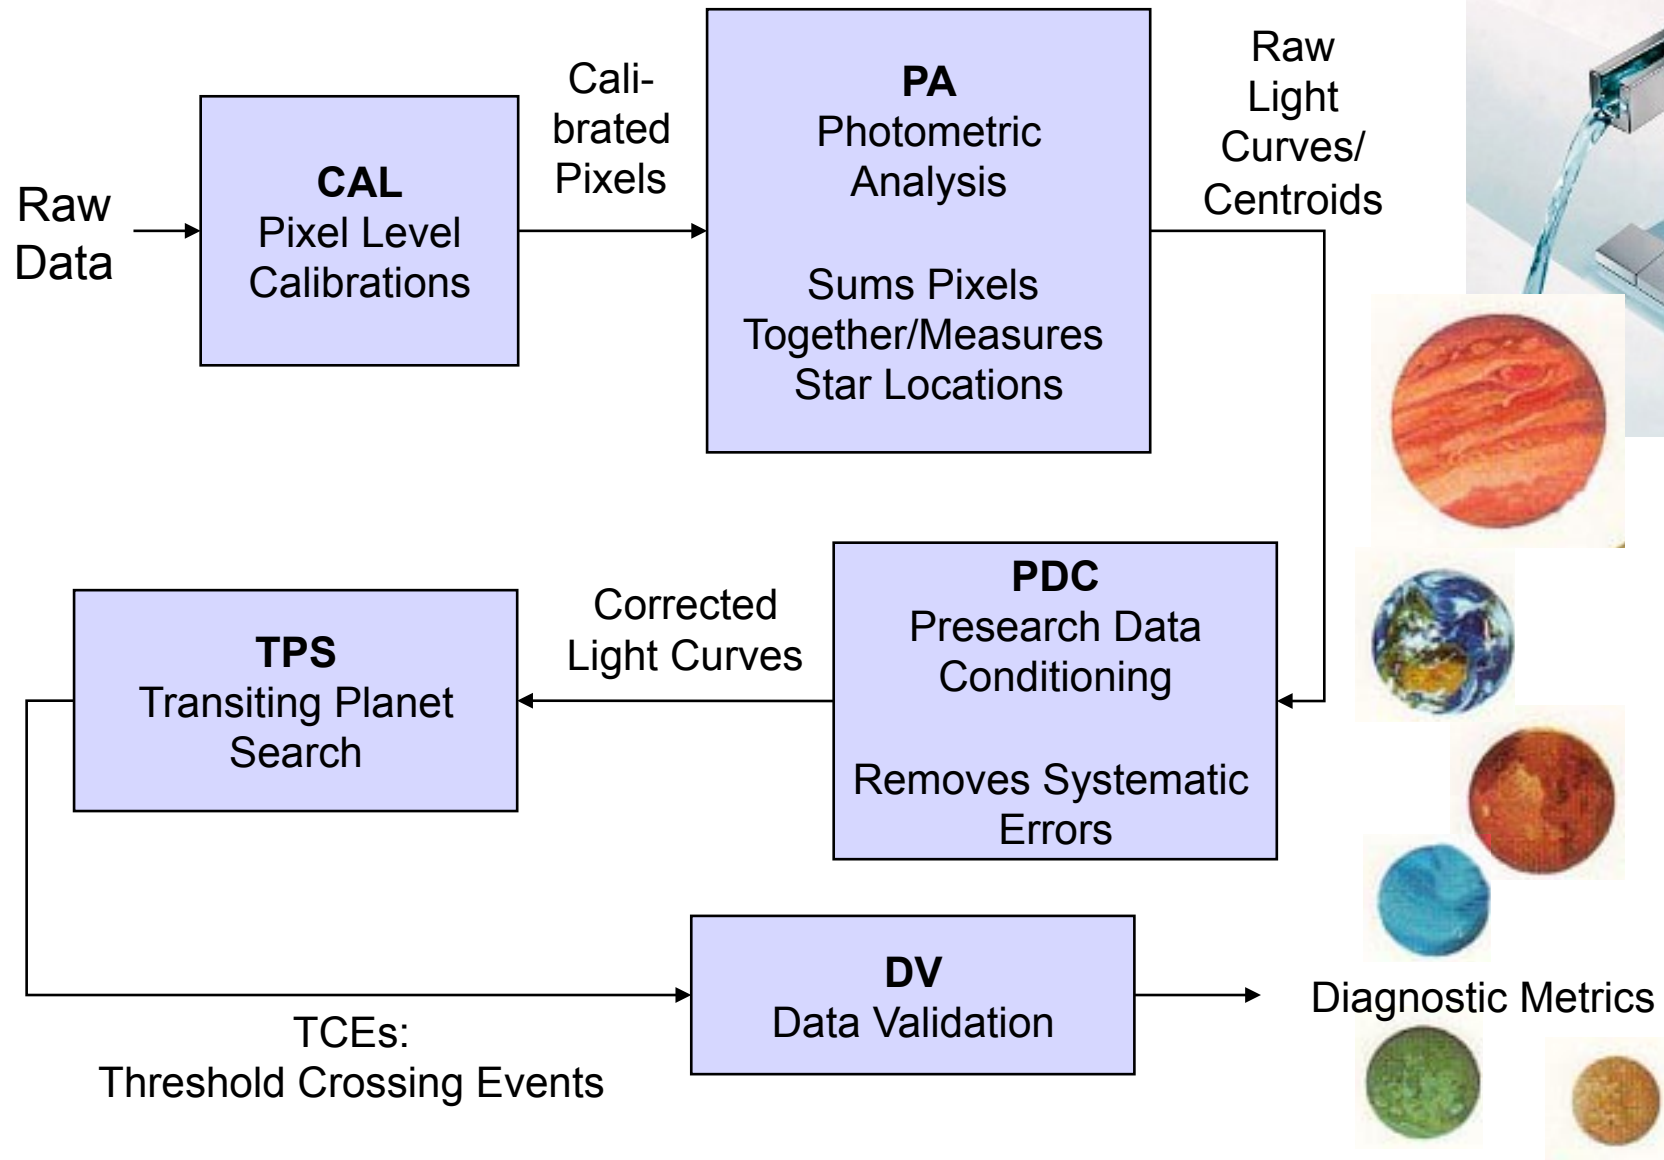 Raw
Data
CAL
Pixel Level
Calibrations
Cali-
brated
Pixels
PA
Photometric
Analysis
Sums Pixels
Together/Measures
Star Locations
Raw
Light
Curves/
Centroids
PDC
Presearch Data
Conditioning
Removes Systematic
Errors
Corrected
Light Curves
TPS
Transiting Planet
Search
TCEs:
Threshold Crossing Events
DV
Data Validation
Diagnostic Metrics